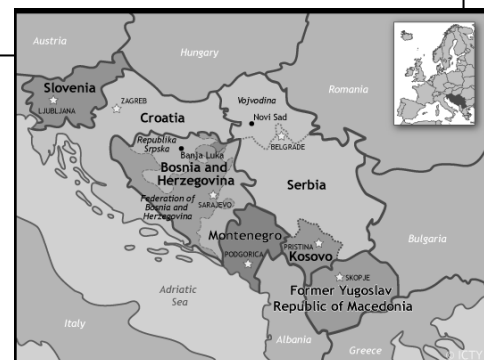 Austria
Hungary
Slovenia
LJUBLJANA
ZAGREB
Croatia
Vojvodina
Novi Sad
Romania
Republika
Srpska
Banja Luka
BELGRADE
Bosnia and
Herzegovina
Federation of
Bosnia and
Herzegovina
SARAJEVO
Serbia
Montenegro
PODGORICA
PRISTINA
Kosovo
Bulgaria
SKOPJE
Former Yugoslav
Republic of Macedonia
Adriatic
Sea
Italy
Albania
Greece
© ICTY